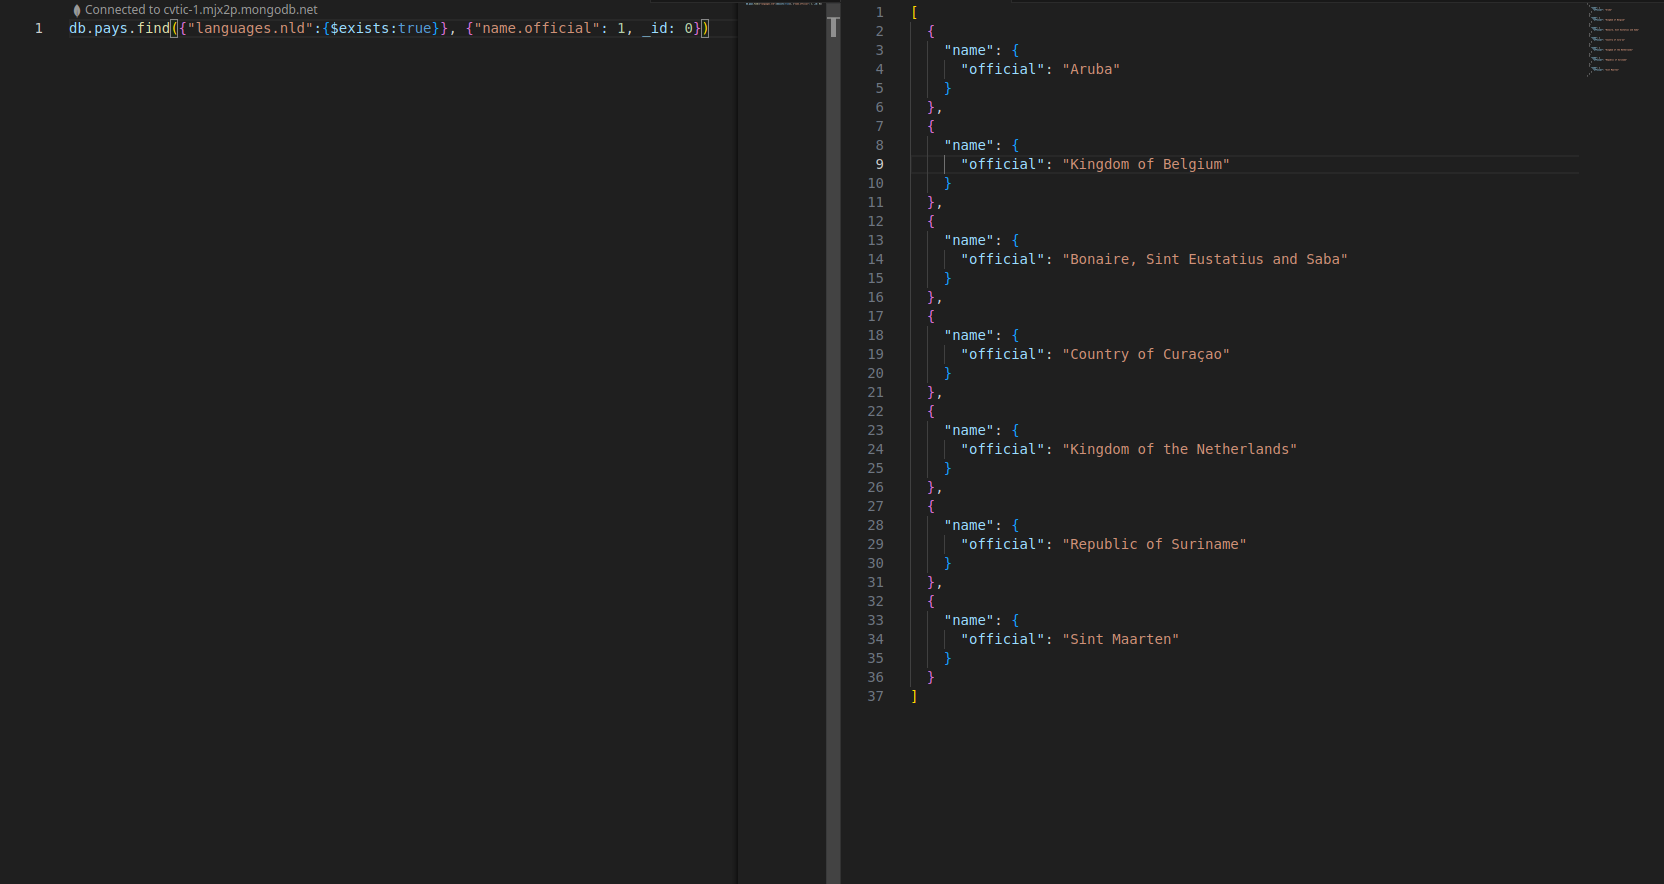 Connected to cvtic-1.mjx2p.mongodb.net
1 db.pays.find({"languages.nld":{$exists:true}}, {"name.official": 1, _id: 0})
1 [
2 {
3 "name": {
4 "official": "Aruba"
5 }
6 },
7 {
8 "name": {
9 "official": "Kingdom of Belgium"
10 }
11 },
12 {
13 "name": {
14 "official": "Bonaire, Sint Eustatius and Saba"
15 }
16 },
17 {
18 "name": {
19 "official": "Country of Curaçao"
20 }
21 },
22 {
23 "name": {
24 "official": "Kingdom of the Netherlands"
25 }
26 },
27 {
28 "name": {
29 "official": "Republic of Suriname"
30 }
31 },
32 {
33 "name": {
34 "official": "Sint Maarten"
35 }
36 }
37 ]